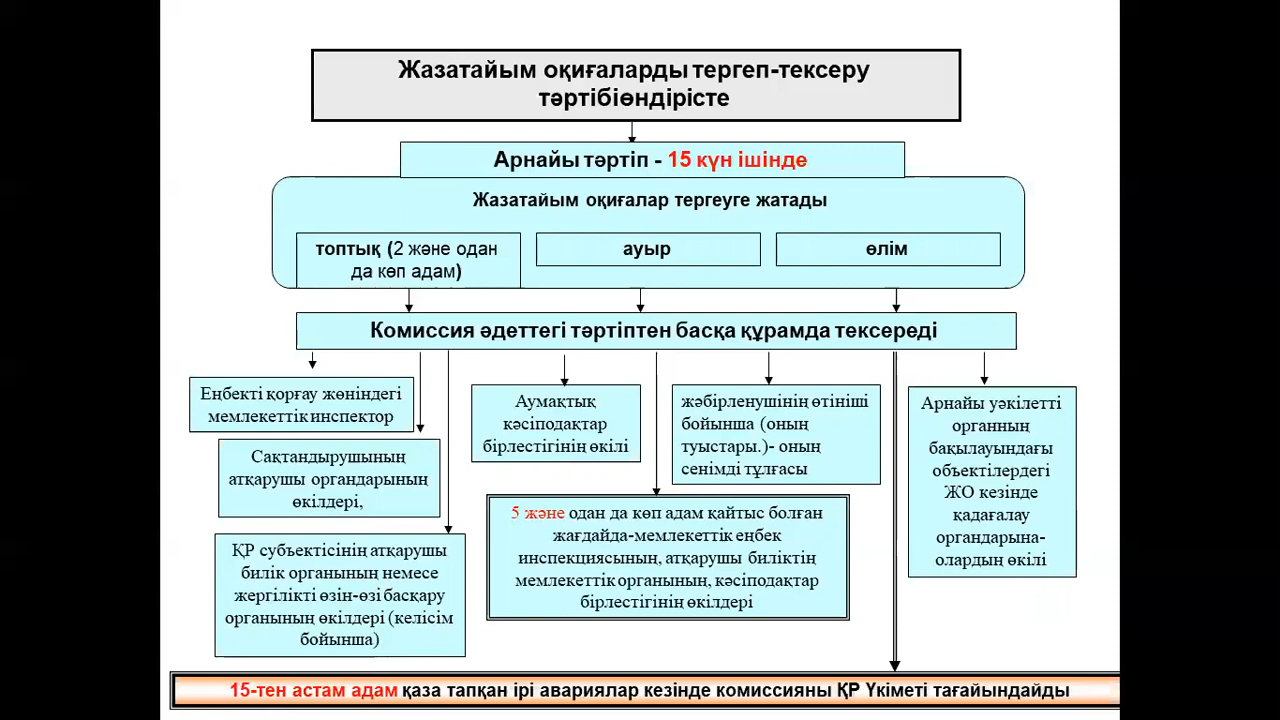 Жазатайым оқиғаларды тергеп-тексеру
тәртібіөндірісте
Арнайы тәртіп - 15 күн ішінде
Жазатайым оқиғалар тергеуге жатады
топтық (2 және одан
да көп адам)
ауыр
өлім
Комиссия әдеттегі тәртіптен басқа құрамда тексереді
Еңбекті қорғау жөніндегі
мемлекеттік инспектор
Сақтандырушының
атқарушы органдарының
өкілдері,
ҚР субъектісінің атқарушы
билік органының немесе
жергілікті өзін-өзі басқару
органының өкілдері (келісім
бойынша)
Аумақтық
кәсіподақтар
бірлестігінің өкілі
5 және одан да көп адам қайтыс болған
жағдайда-мемлекеттік еңбек
инспекциясының, атқарушы биліктің
мемлекеттік органының, кәсіподақтар
бірлестігінің өкілдері
жәбірленушінің өтініші
бойынша (оның
туыстары.)- оның
сенімді тұлғасы
Арнайы уәкілетті
органның
бақылауындағы
объектілердегі
ЖО кезінде
қадағалау
органдарына-
олардың өкілі
15-тен астам адам қаза тапқан ірі авариялар кезінде комиссияны ҚР Үкіметі тағайындайды